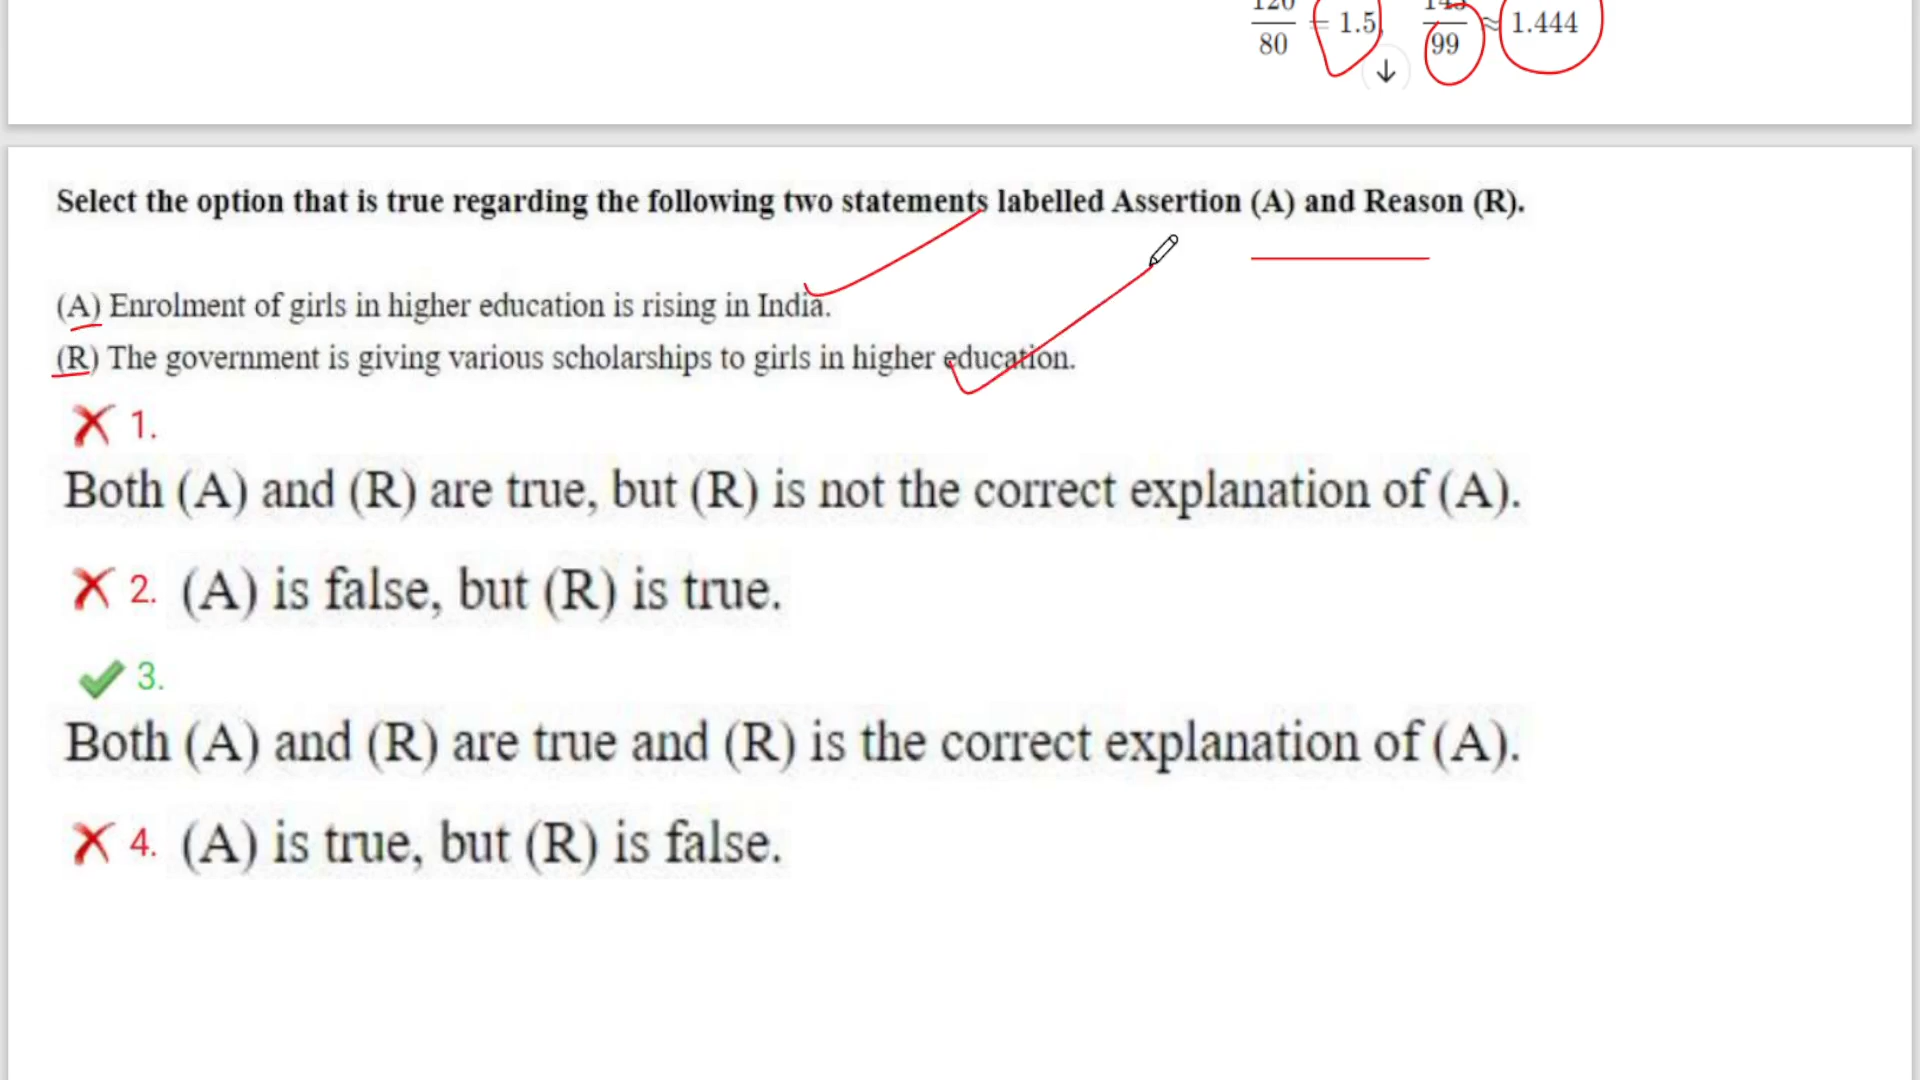 80
= 1.5,
99
≈ 1.444
Select the option that is true regarding the following two statements labelled Assertion (A) and Reason (R).
(A) Enrolment of girls in higher education is rising in India.
(R) The government is giving various scholarships to girls in higher education.
1.
Both (A) and (R) are true, but (R) is not the correct explanation of (A).
2. (A) is false, but (R) is true.
3.
Both (A) and (R) are true and (R) is the correct explanation of (A).
4. (A) is true, but (R) is false.